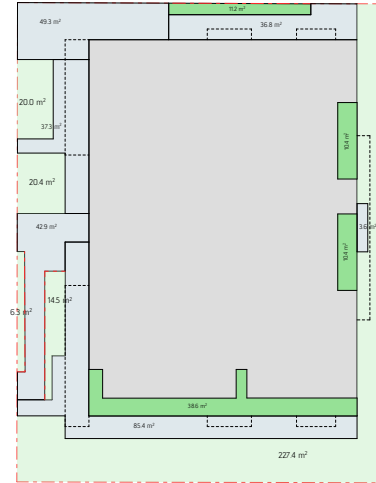 11.2 m²
49.3 m²
36.8 m²
20.0 m²
37.3 m²
10.4 m²
20.4 m²
42.9 m²
3.6 m²
10.4 m²
14.5 m²
6.3 m²
38.6 m²
85.4 m²
227.4 m²